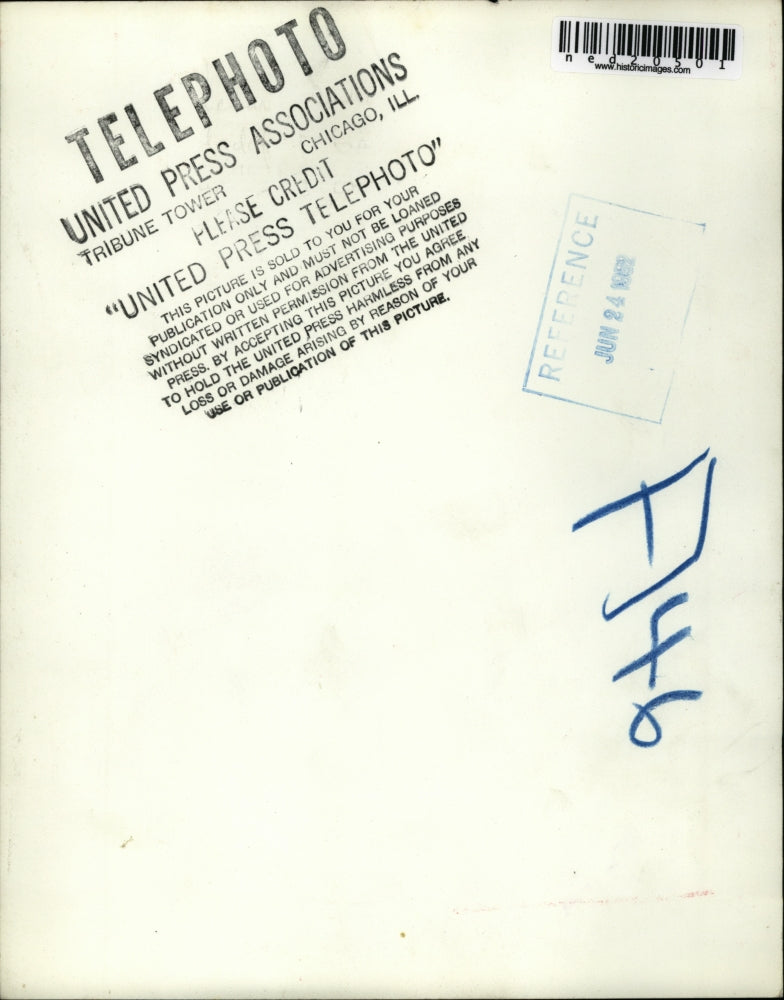 TELEPHOTO
UNITED PRESS ASSOCIATIONS
TRIBUNE TOWER CHICAGO, ILL.
PLEASE CREDIT
"UNITED PRESS TELEPHOTO"
THIS PICTURE IS SOLD TO YOU FOR YOUR
PUBLICATION ONLY AND MUST NOT BE LOANED
SYNDICATED OR USED FOR ADVERTISING PURPOSES
WITHOUT WRITTEN PERMISSION FROM THE UNITED
PRESS. BY ACCEPTING THIS PICTURE YOU AGREE
TO HOLD THE UNITED PRESS HARMLESS FROM ANY
LOSS OR DAMAGE ARISING BY REASON OF YOUR
USE OR PUBLICATION OF THIS PICTURE.
ned20501
www.historicimages.com
REFERENCE
JUN 24 1952